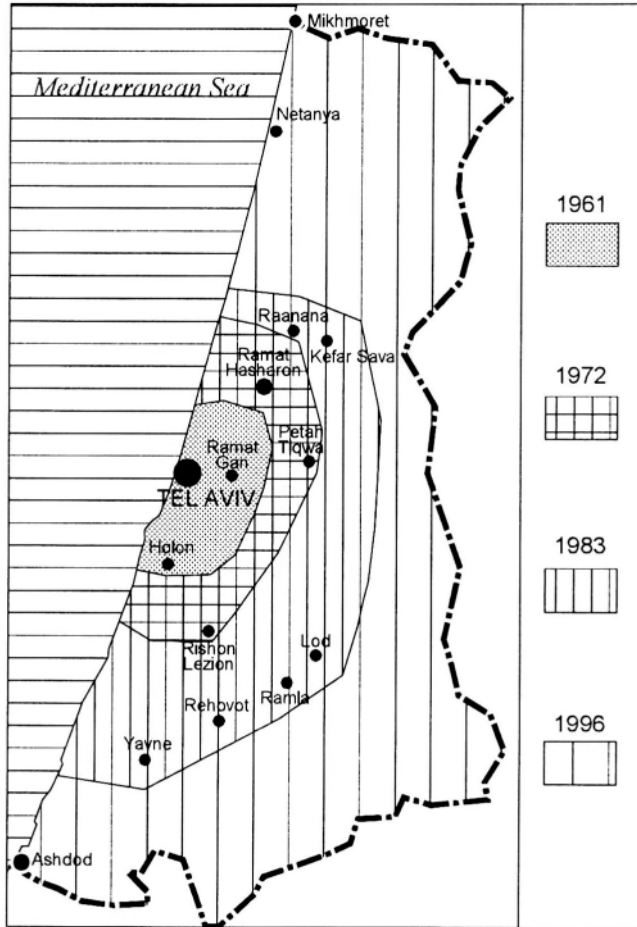 Mikhmoret
Mediterranean Sea
Netanya
1961
Raanana
Kefar Sava
Ramat
Hasharon
1972
Petah
Tiqwa
Ramat
Gan
TEL AVIV
Holon
1983
Rishon
Lezion
Lod
Ramla
Rehovot
Yavne
1996
Ashdod